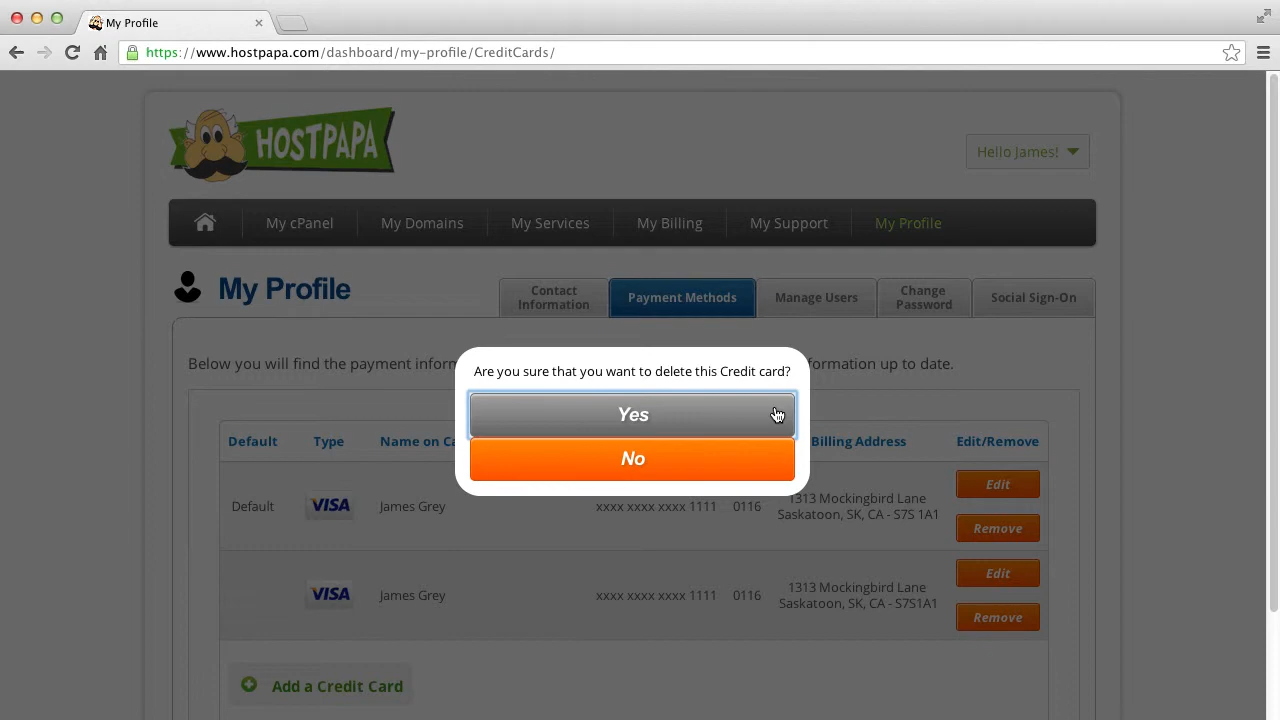 My Profile
https://www.hostpapa.com/dashboard/my-profile/CreditCards/
HOSTPAPA
Hello James!
My cPanel My Domains My Services My Billing My Support My Profile
My Profile
Contact Information
Payment Methods
Manage Users
Change Password
Social Sign-On
Below you will find the payment inform
formation up to date.
Are you sure that you want to delete this Credit card?
Yes
No
Default Type Name on Ca Billing Address Edit/Remove
Default VISA James Grey xxxx xxxx xxxx 1111 0116 1313 Mockingbird Lane
Saskatoon, SK, CA - S7S 1A1
Edit
Remove
VISA James Grey xxxx xxxx xxxx 1111 0116 1313 Mockingbird Lane
Saskatoon, SK, CA - S7S1A1
Edit
Remove
Add a Credit Card